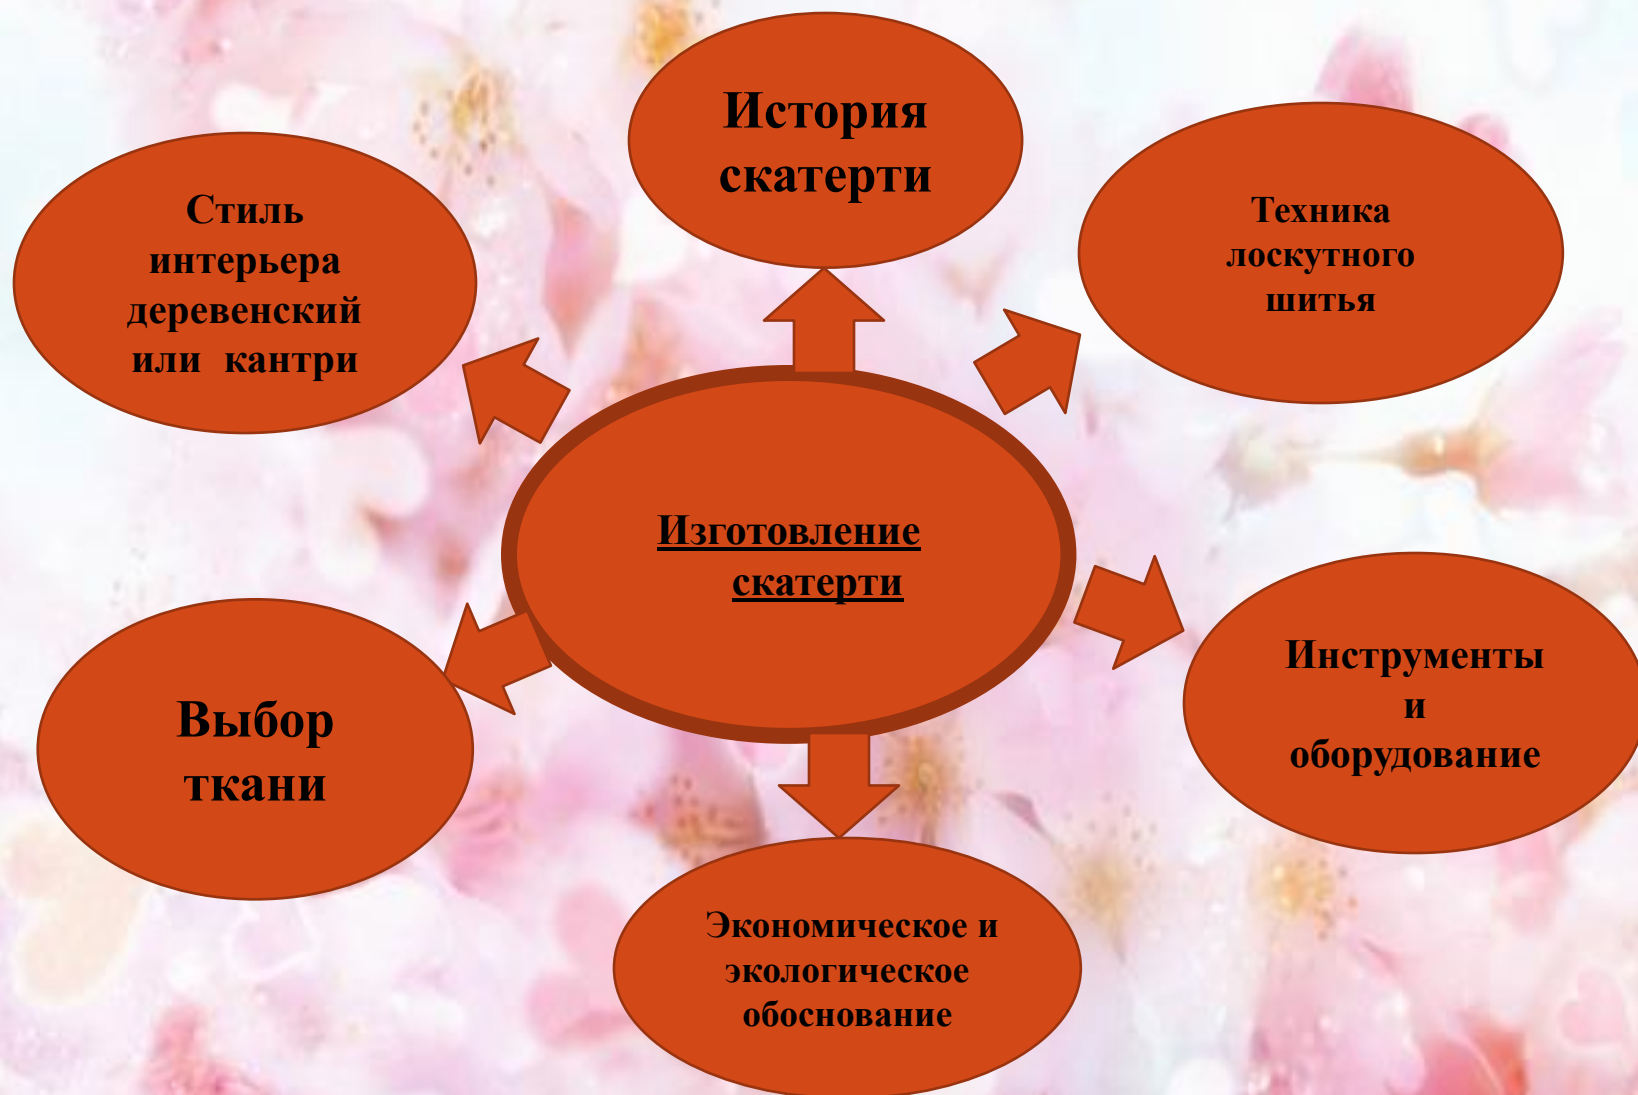 История
скатерти
Стиль
интерьера
деревенский
или кантри
Техника
лоскутного
шитья
Изготовление
скатерти
Выбор
ткани
Инструменты
и
оборудование
Экономическое и
экологическое
обоснование